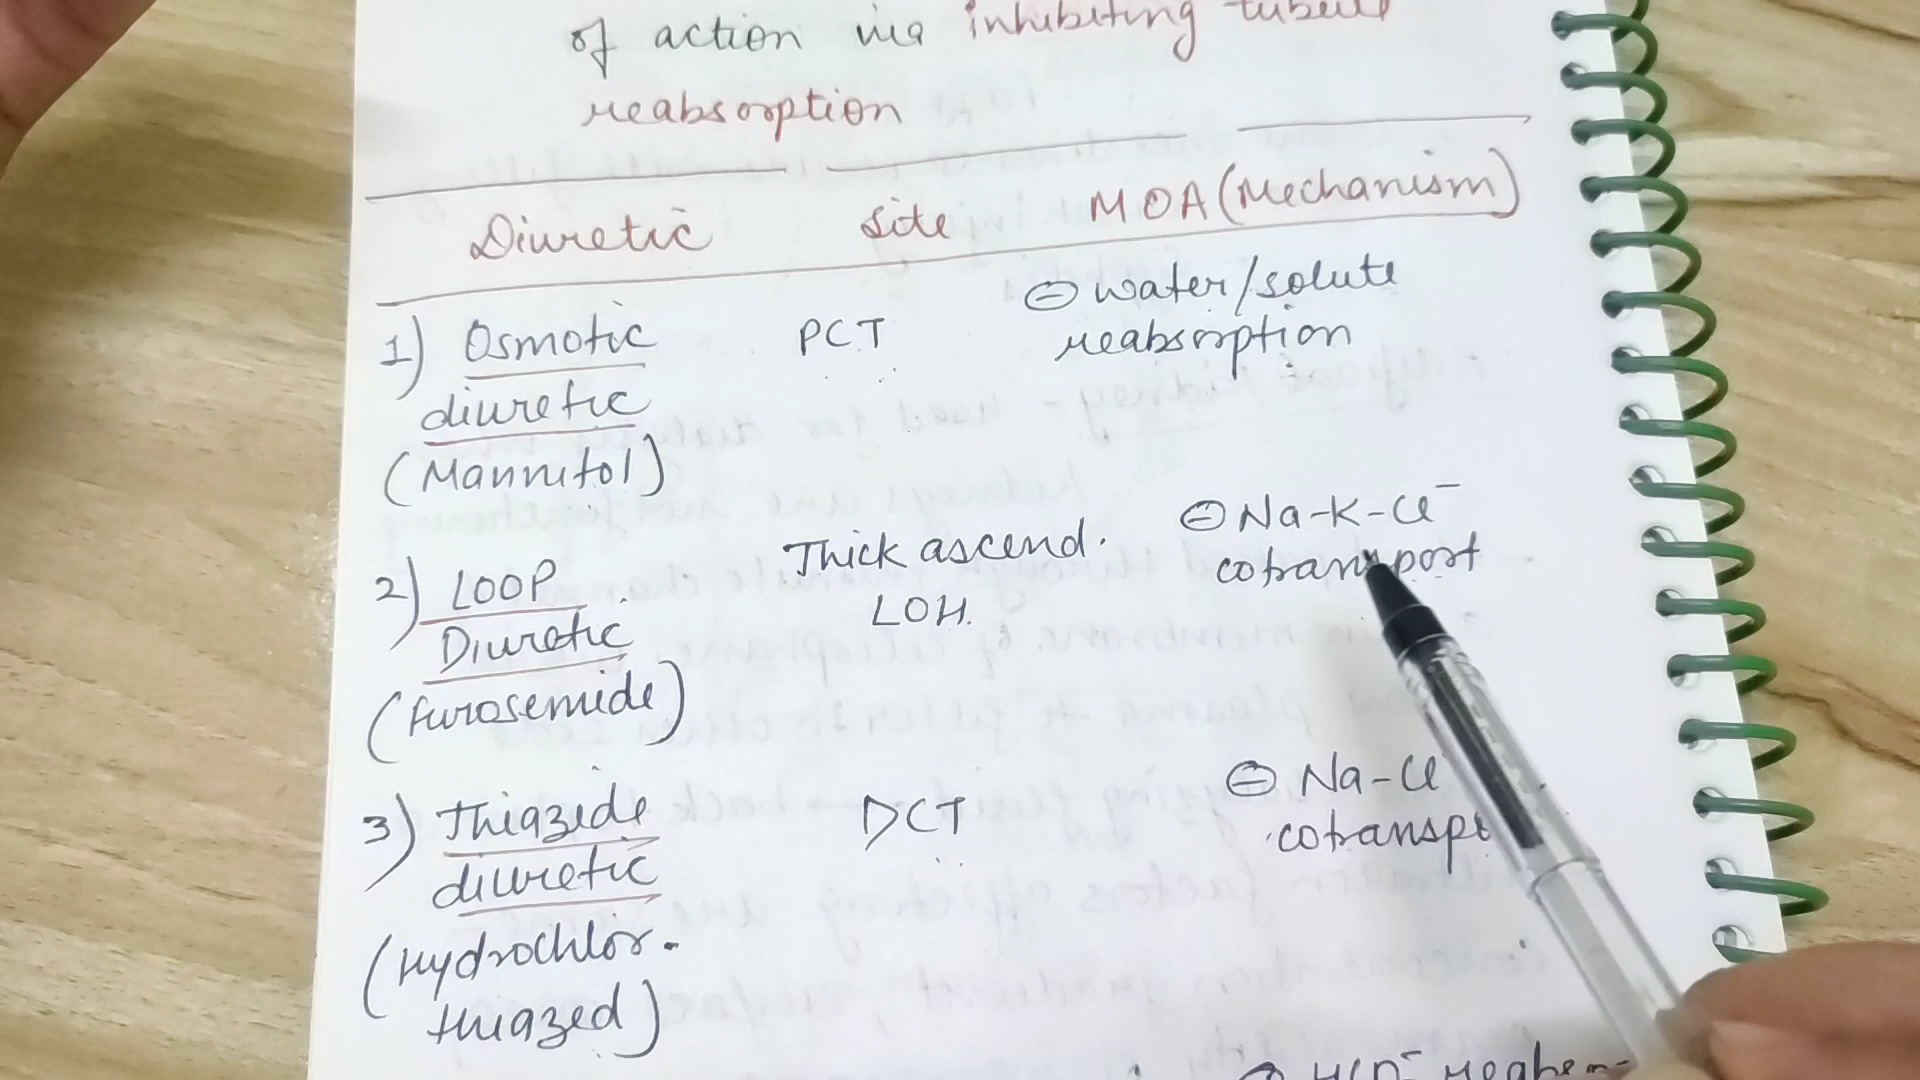 of action via inhibiting tubule
reabsorption
Diuretic site MOA (Mechanism)
1) Osmotic PCT ⊖ water/solute
diuretic reabsorption
(Mannitol)
2) LOOP Thick ascend. ⊖ Na-K-Cl⁻
Diuretic LOH. cotransport
(furosemide)
3) Thiazide DCT ⊖ Na-Cl
diuretic cotransp
(Hydrochlor.
thiazed)